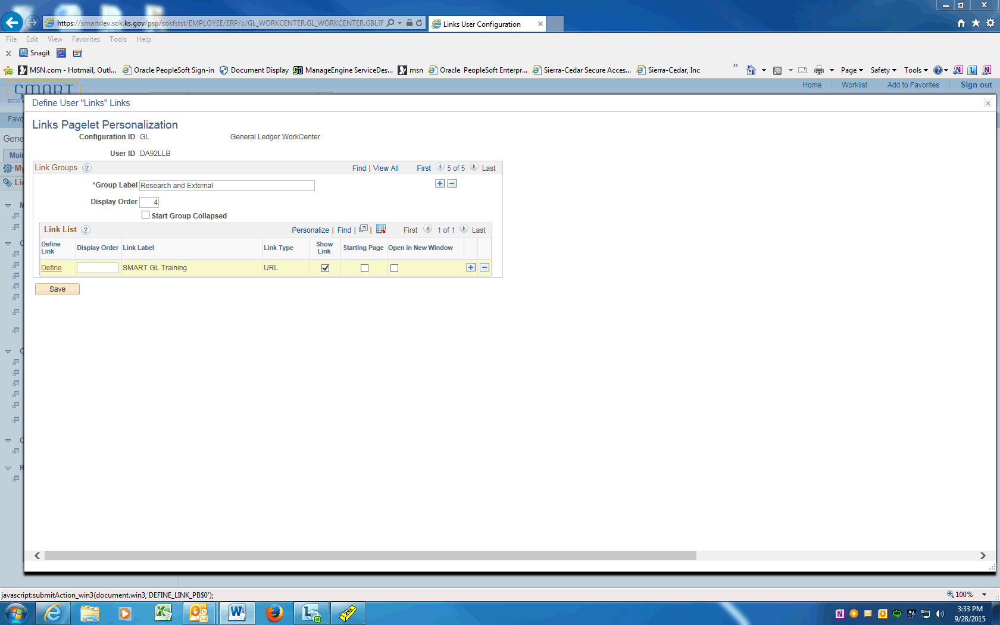 https://smartdev.sok.ks.gov/psp/sokfstst/EMPLOYEE/ERP/c/GL_WORKCENTER.GL_WORKCENTER.GBL?F
Links User Configuration
File Edit View Favorites Tools Help
Snagit
MSN.com - Hotmail, Outl... Oracle PeopleSoft Sign-in Document Display ManageEngine ServiceDes... msn Oracle PeopleSoft Enterpr... Sierra-Cedar Secure Acces... Sierra-Cedar, Inc
Page Safety Tools
SMART
Home Worklist Add to Favorites Sign out
Define User "Links" Links
Favo
Links Pagelet Personalization
Configuration ID GL General Ledger WorkCenter
Gene
User ID DA92LLB
Mair
Link Groups Find | View All First 5 of 5 Last
My
Lin
*Group Label Research and External
Display Order 4
Start Group Collapsed
Link List Personalize | Find | | First 1 of 1 Last
Define Link Display Order Link Label Link Type Show Link Starting Page Open in New Window
Define SMART GL Training URL
Save
javascript:submitAction_win3(document.win3,'DEFINE_LINK_PB$0');
100%
3:33 PM
9/28/2015